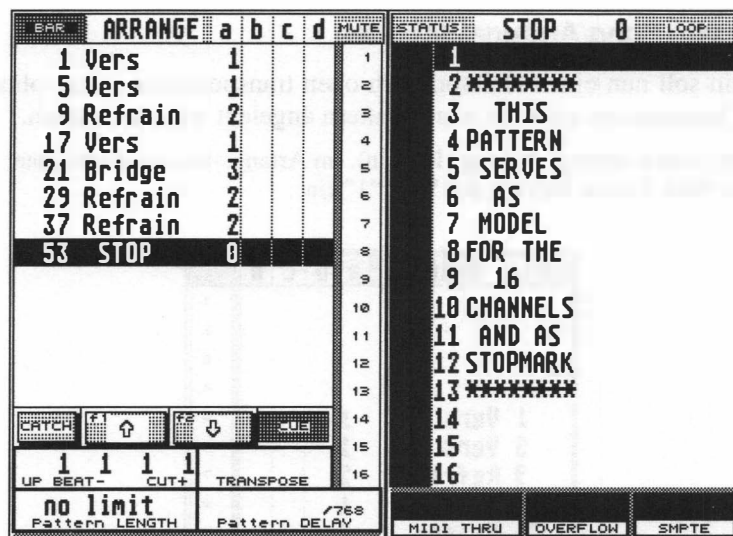 BAR ARRANGE a b c d MUTE
1 Vers 1
5 Vers 1
9 Refrain 2
17 Vers 1
21 Bridge 3
29 Refrain 2
37 Refrain 2
53 STOP 0
1
2
3
4
5
6
7
8
9
10
11
12
13
14
15
16
CATCH f1 f2 CUE
1 1 1 1
UP BEAT- CUT+ TRANSPOSE
no limit /768
Pattern LENGTH Pattern DELAY
STATUS STOP 0 LOOP
1
2 ********
3 THIS
4 PATTERN
5 SERVES
6 AS
7 MODEL
8 FOR THE
9 16
10 CHANNELS
11 AND AS
12 STOPMARK
13 ********
14
15
16
MIDI THRU OVERFLOW SMPTE